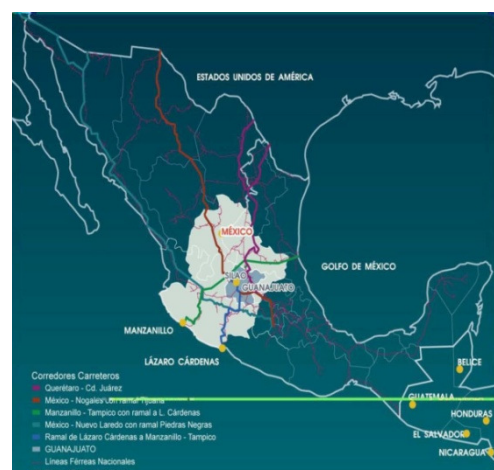 ESTADOS UNIDOS DE AMÉRICA
MÉXICO
GOLFO DE MÉXICO
SILAO
GUANAJUATO
MANZANILLO
LÁZARO CÁRDENAS
BELICE
GUATEMALA
HONDURAS
EL SALVADOR
NICARAGUA
Corredores Carreteros
Querétaro - Cd. Juárez
México - Nogales con ramal Tijuana
Manzanillo - Tampico con ramal a L. Cárdenas
México - Nuevo Laredo con ramal Piedras Negras
Ramal de Lázaro Cárdenas a Manzanillo - Tampico
GUANAJUATO
Líneas Férreas Nacionales